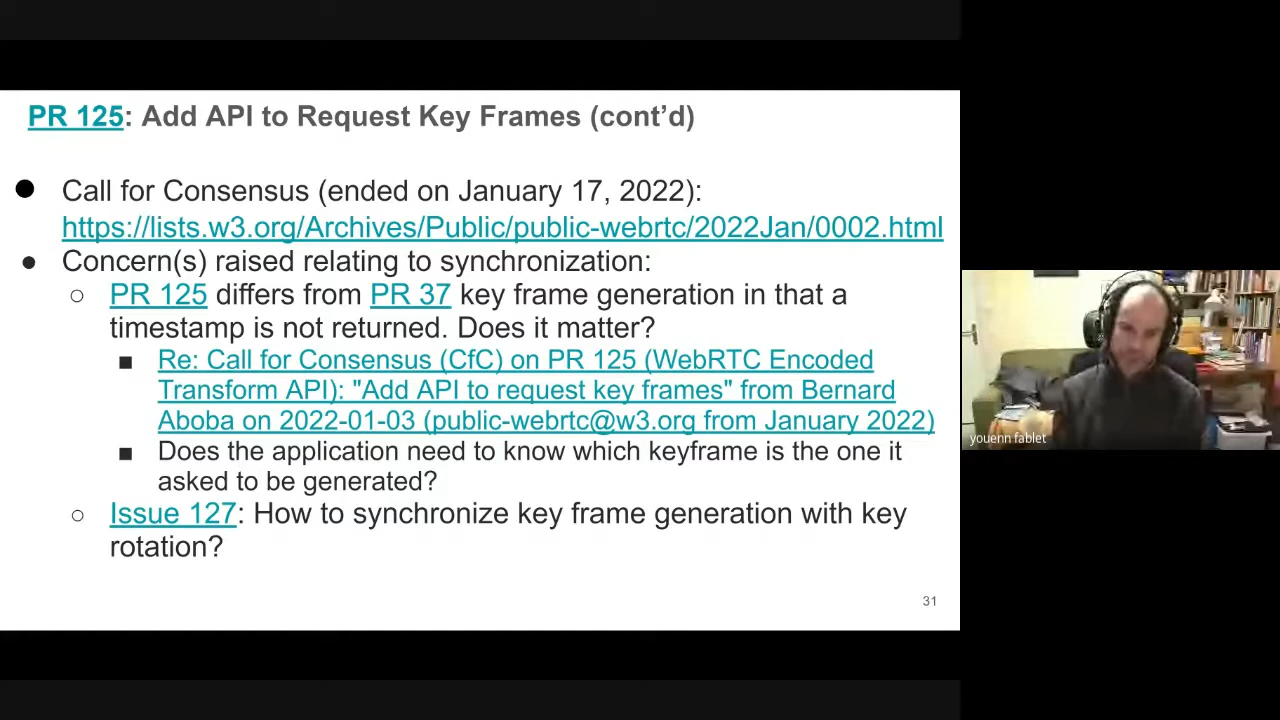 PR 125: Add API to Request Key Frames (cont’d)
● Call for Consensus (ended on January 17, 2022):
https://lists.w3.org/Archives/Public/public-webrtc/2022Jan/0002.html
● Concern(s) raised relating to synchronization:
○ PR 125 differs from PR 37 key frame generation in that a
timestamp is not returned. Does it matter?
■ Re: Call for Consensus (CfC) on PR 125 (WebRTC Encoded
Transform API): "Add API to request key frames" from Bernard
Aboba on 2022-01-03 (public-webrtc@w3.org from January 2022)
■ Does the application need to know which keyframe is the one it
asked to be generated?
○ Issue 127: How to synchronize key frame generation with key
rotation?
31
youenn fablet